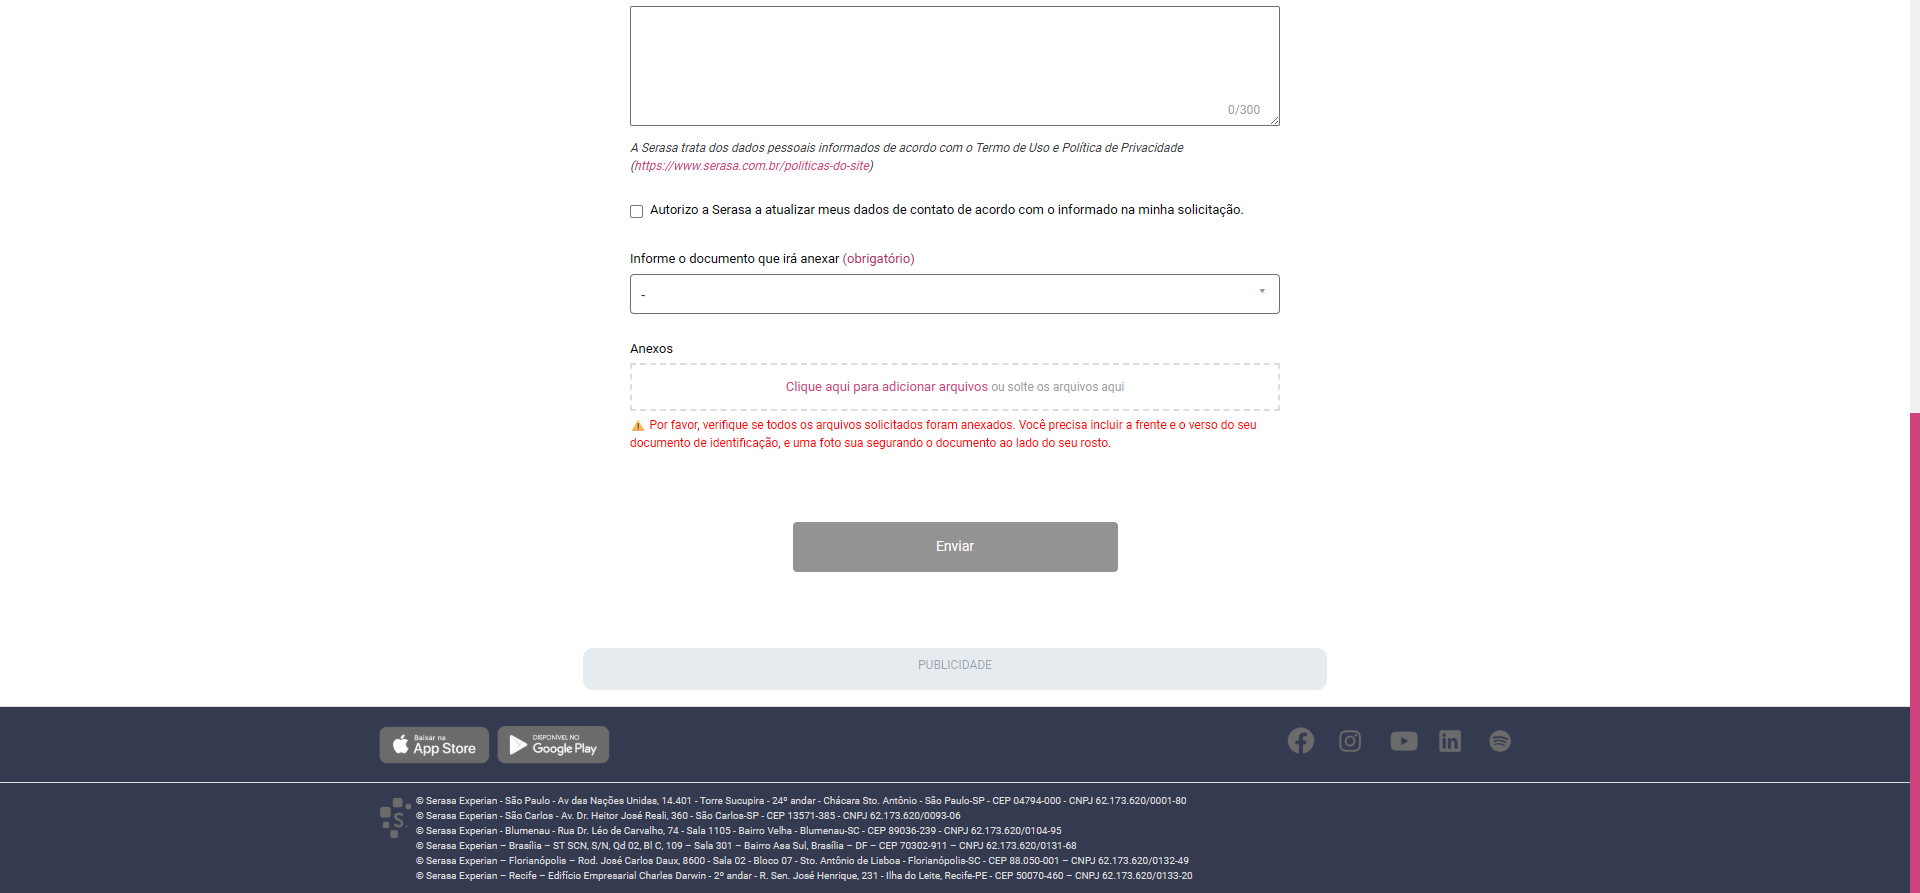 0/300
A Serasa trata dos dados pessoais informados de acordo com o Termo de Uso e Política de Privacidade
(https://www.serasa.com.br/politicas-do-site)
Autorizo a Serasa a atualizar meus dados de contato de acordo com o informado na minha solicitação.
Informe o documento que irá anexar (obrigatório)
-
Anexos
Clique aqui para adicionar arquivos ou solte os arquivos aqui
⚠ Por favor, verifique se todos os arquivos solicitados foram anexados. Você precisa incluir a frente e o verso do seu
documento de identificação, e uma foto sua segurando o documento ao lado do seu rosto.
Enviar
PUBLICIDADE
Baixar na
App Store
DISPONÍVEL NO
Google Play
© Serasa Experian - São Paulo - Av das Nações Unidas, 14.401 - Torre Sucupira - 24º andar - Chácara Sto. Antônio - São Paulo-SP - CEP 04794-000 - CNPJ 62.173.620/0001-80
© Serasa Experian - São Carlos - Av. Dr. Heitor José Reali, 360 - São Carlos-SP - CEP 13571-385 - CNPJ 62.173.620/0093-06
© Serasa Experian - Blumenau - Rua Dr. Léo de Carvalho, 74 - Sala 1105 - Bairro Velha - Blumenau-SC - CEP 89036-239 - CNPJ 62.173.620/0104-95
© Serasa Experian – Brasília – ST SCN, S/N, Qd 02, Bl C, 109 – Sala 301 – Bairro Asa Sul, Brasília – DF – CEP 70302-911 – CNPJ 62.173.620/0131-68
© Serasa Experian – Florianópolis – Rod. José Carlos Daux, 8600 - Sala 02 - Bloco 07 - Sto. Antônio de Lisboa - Florianópolis-SC - CEP 88.050-001 – CNPJ 62.173.620/0132-49
© Serasa Experian – Recife – Edifício Empresarial Charles Darwin - 2º andar - R. Sen. José Henrique, 231 - Ilha do Leite, Recife-PE - CEP 50070-460 – CNPJ 62.173.620/0133-20